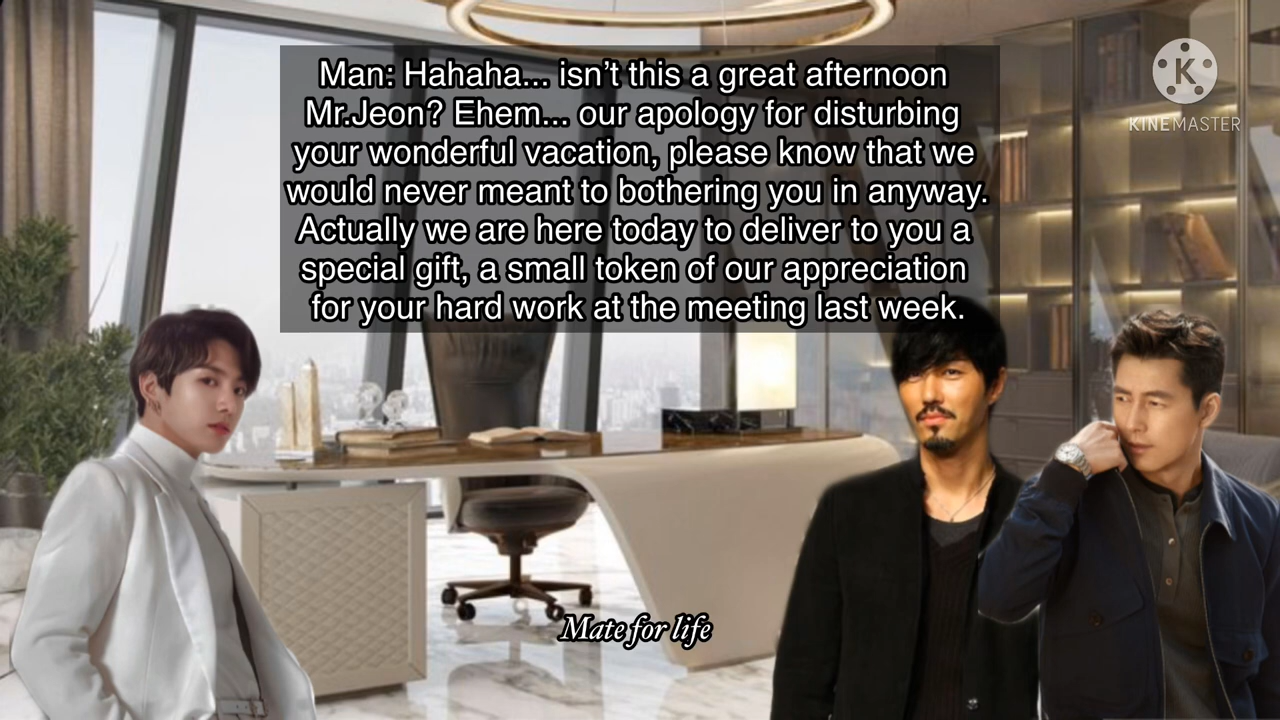 Man: Hahaha... isn't this a great afternoon
Mr.Jeon? Ehem... our apology for disturbing
your wonderful vacation, please know that we
would never meant to bothering you in anyway.
Actually we are here today to deliver to you a
special gift, a small token of our appreciation
for your hard work at the meeting last week.
K
KINEMASTER
Mate for life